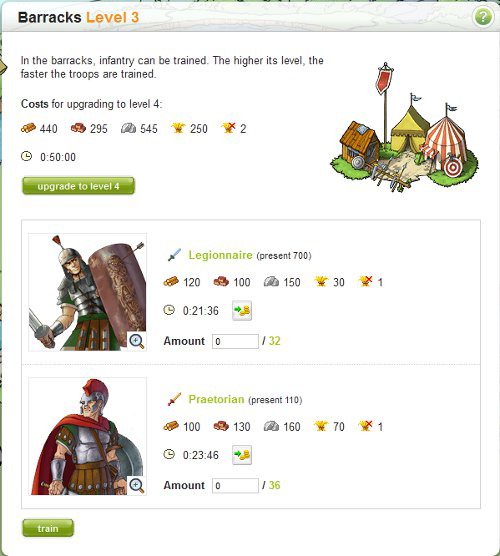 Barracks Level 3
?
In the barracks, infantry can be trained. The higher its level, the
faster the troops are trained.
Costs for upgrading to level 4:
440 295 545 250 2
0:50:00
upgrade to level 4
Legionnaire (present 700)
120 100 150 30 1
0:21:36
Amount 0 / 32
Praetorian (present 110)
100 130 160 70 1
0:23:46
Amount 0 / 36
train